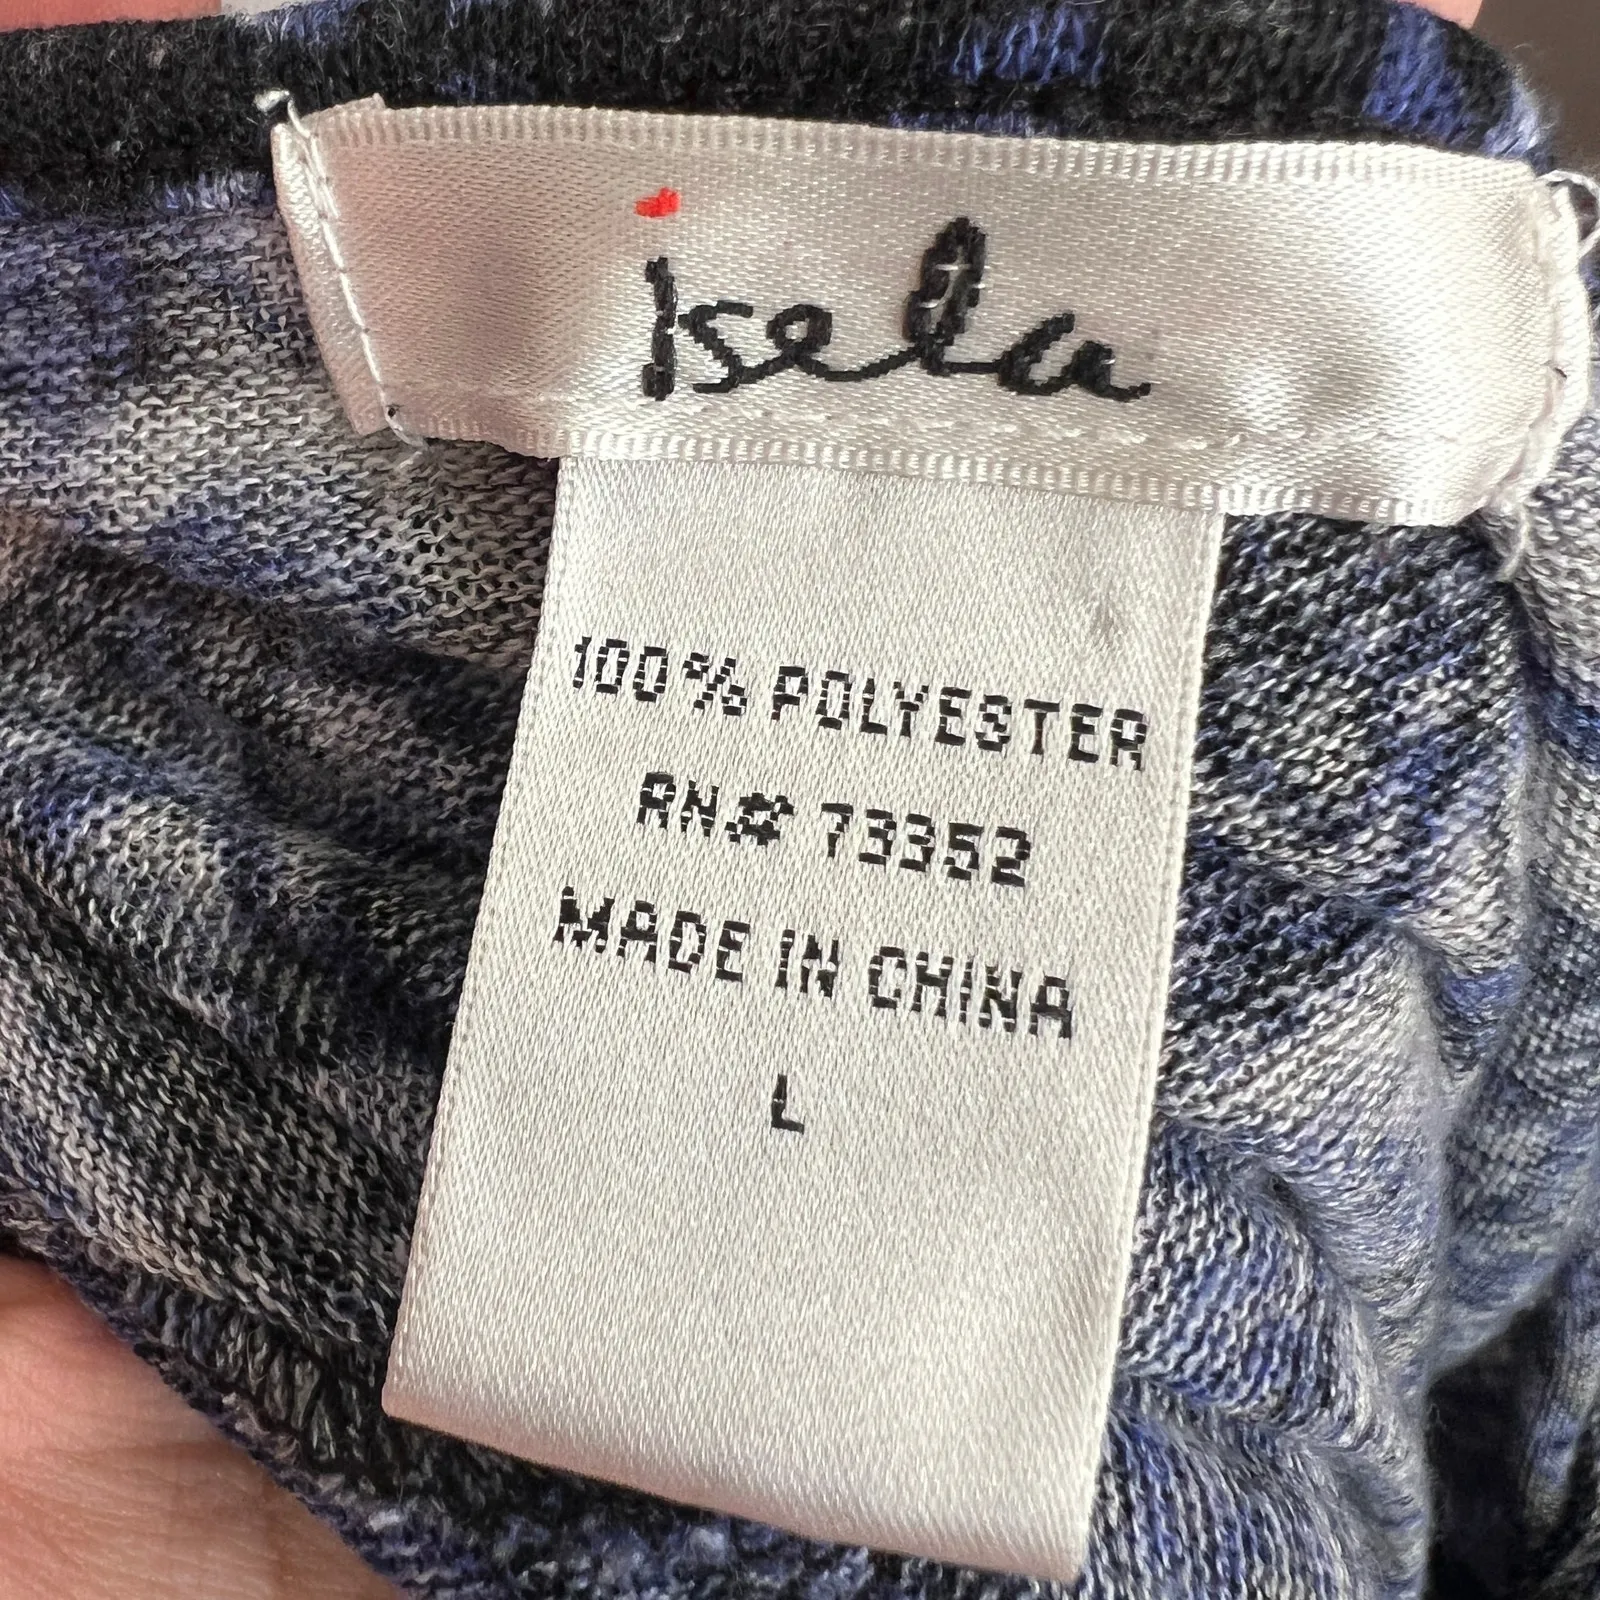 isela
100% POLYESTER
RN# 73352
MADE IN CHINA
L